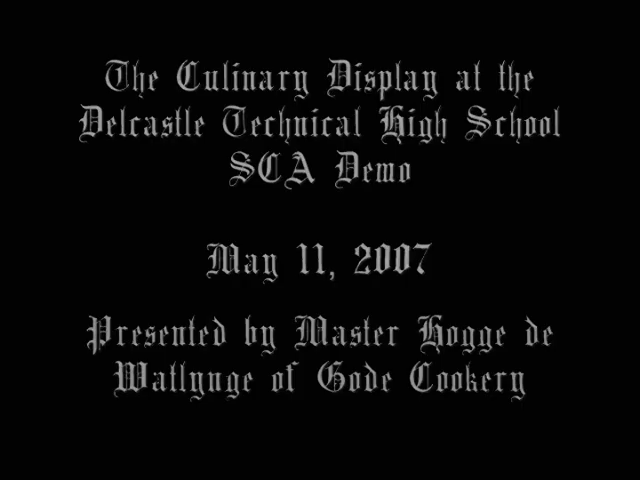 The Culinary Display at the
Delcastle Technical High School
SCA Demo
May 11, 2007
Presented by Master Hogge de
Watlynge of Gode Cookery